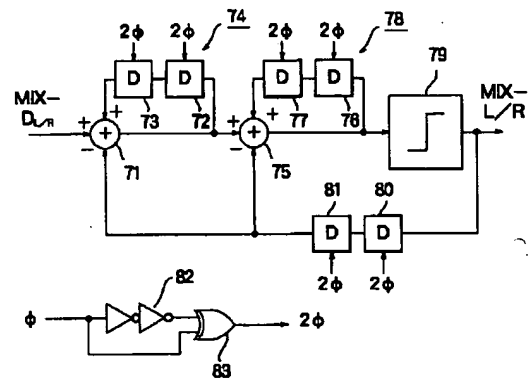 2ϕ 2ϕ 74 2ϕ 2ϕ 78
D D D D 79
MIX-
D L/R
+ + 73 72 + + 77 76
MIX-
L/R
− + 71 − + 75
81 80
D D
2ϕ 2ϕ
82
ϕ 2ϕ
83